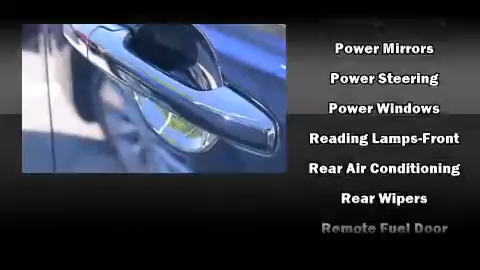 Power Mirrors
Power Steering
Power Windows
Reading Lamps-Front
Rear Air Conditioning
Rear Wipers
Remote Fuel Door